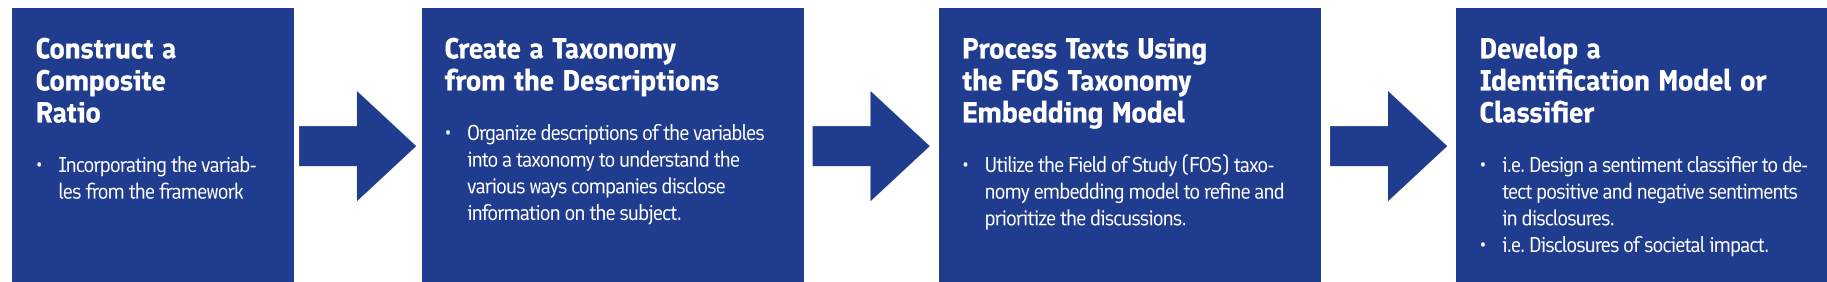 Construct a
Composite
Ratio
• Incorporating the variab-
les from the framework
Create a Taxonomy
from the Descriptions
• Organize descriptions of the variables
into a taxonomy to understand the
various ways companies disclose
information on the subject.
Process Texts Using
the FOS Taxonomy
Embedding Model
• Utilize the Field of Study (FOS) taxo-
nomy embedding model to refine and
prioritize the discussions.
Develop a
Identification Model or
Classifier
• i.e. Design a sentiment classifier to de-
tect positive and negative sentiments
in disclosures.
• i.e. Disclosures of societal impact.